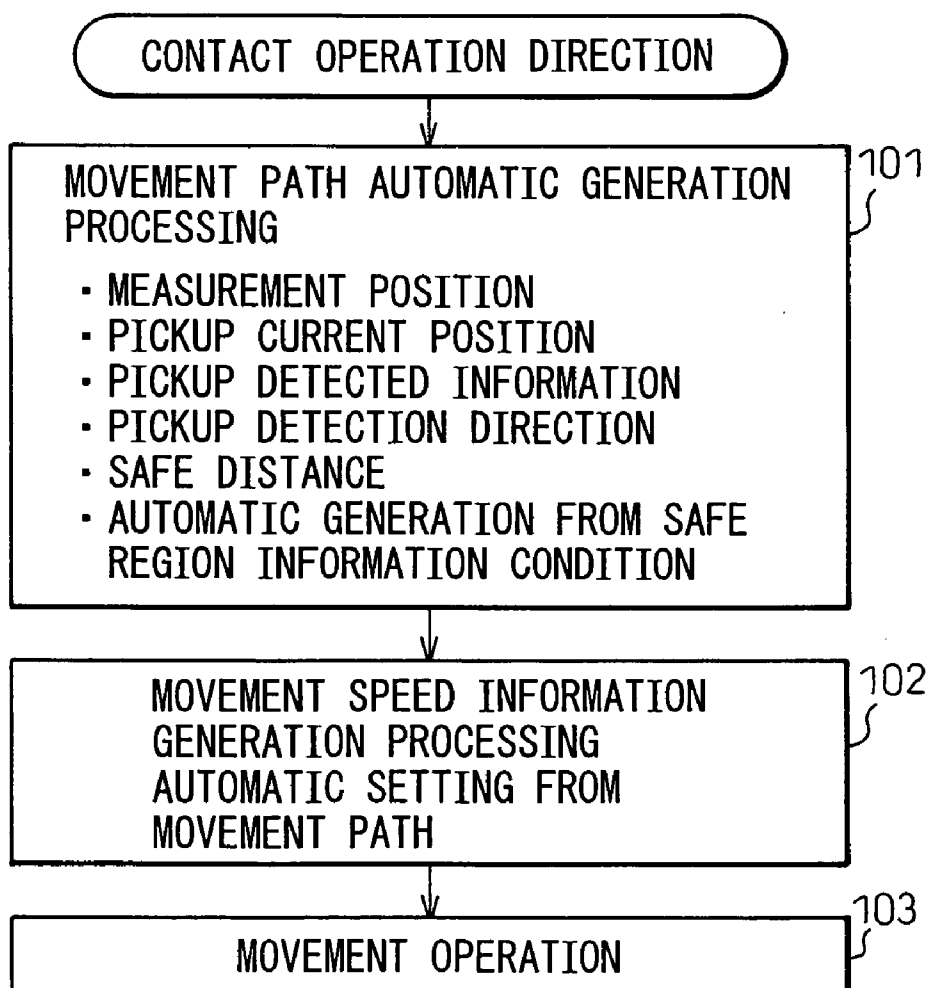 CONTACT OPERATION DIRECTION
101
MOVEMENT PATH AUTOMATIC GENERATION
PROCESSING
· MEASUREMENT POSITION
· PICKUP CURRENT POSITION
· PICKUP DETECTED INFORMATION
· PICKUP DETECTION DIRECTION
· SAFE DISTANCE
· AUTOMATIC GENERATION FROM SAFE
REGION INFORMATION CONDITION
102
MOVEMENT SPEED INFORMATION
GENERATION PROCESSING
AUTOMATIC SETTING FROM
MOVEMENT PATH
103
MOVEMENT OPERATION